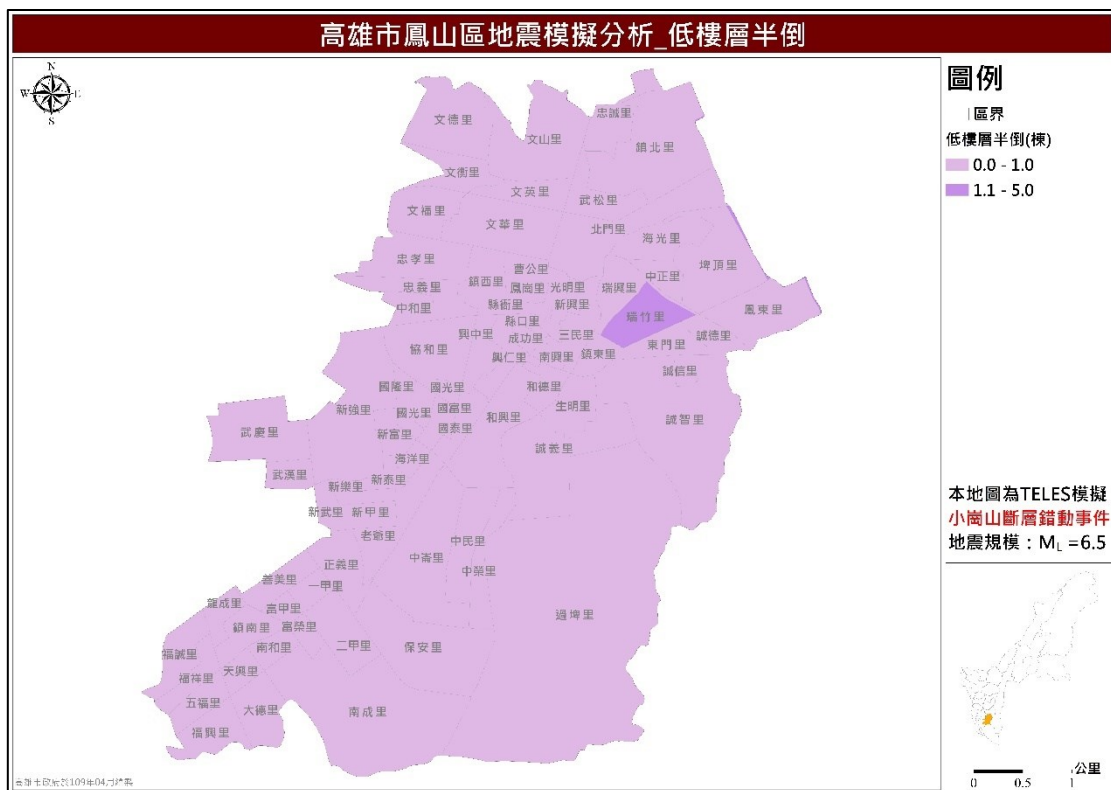 高雄市鳳山區地震模擬分析_低樓層半倒
N
W E
S
圖例
區界
低樓層半倒(棟)
0.0 - 1.0
1.1 - 5.0
文德里
文山里
忠誠里
鎮北里
文衡里
文英里
武松里
文福里
文華里
北門里
海光里
忠孝里
曹公里
中正里
埤頂里
忠義里
鎮西里
鳳崗里
光明里
瑞興里
中和里
縣衙里
新興里
瑞竹里
鳳東里
縣口里
興中里
成功里
三民里
東門里
誠德里
協和里
興仁里
南興里
鎮東里
誠信里
國隆里
國光里
和德里
新強里
國光里
國富里
和興里
生明里
誠智里
武慶里
新富里
國泰里
誠義里
海洋里
武漢里
新樂里
新泰里
新武里
新甲里
老爺里
中民里
正義里
中崙里
中榮里
善美里
一甲里
龍成里
富甲里
過埤里
鎮南里
富榮里
福誠里
南和里
二甲里
保安里
福祥里
天興里
五福里
大德里
南成里
福興里
本地圖為TELES模擬
小崗山斷層錯動事件
地震規模：ML =6.5
公里
0 0.5 1